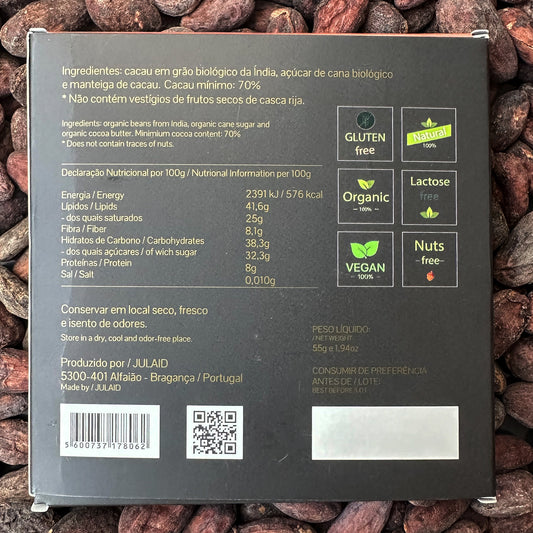 Ingredientes: cacau em grão biológico da Índia, açúcar de cana biológico
e manteiga de cacau. Cacau mínimo: 70%
* Não contém vestígios de frutos secos de casca rija.
Ingredients: organic beans from India, organic cane sugar and
organic cocoa butter. Minimium cocoa content: 70%
* Does not contain traces of nuts.
GLUTEN
free
Natural
100%
Declaração Nutricional por 100g / Nutrional Information per 100g
Energia / Energy 2391 kJ / 576 kcal
Lípidos / Lipids 41,6g
- dos quais saturados 25g
Fibra / Fiber 8,1g
Hidratos de Carbono / Carbohydrates 38,3g
- dos quais açúcares / of wich sugar 32,3g
Proteínas / Protein 8g
Sal / Salt 0,010g
Organic
100%
Lactose
free
VEGAN
100%
Nuts
free
Conservar em local seco, fresco
e isento de odores.
Store in a dry, cool and odor-free place.
Produzido por / JULAID
5300-401 Alfaião - Bragança / Portugal
Made by / JULAID
PESO LÍQUIDO:
/ NET WEIGHT
55g e 1,94oz
CONSUMIR DE PREFERÊNCIA
ANTES DE / LOTE:
BEST BEFORE / LOT
5 600737 178062